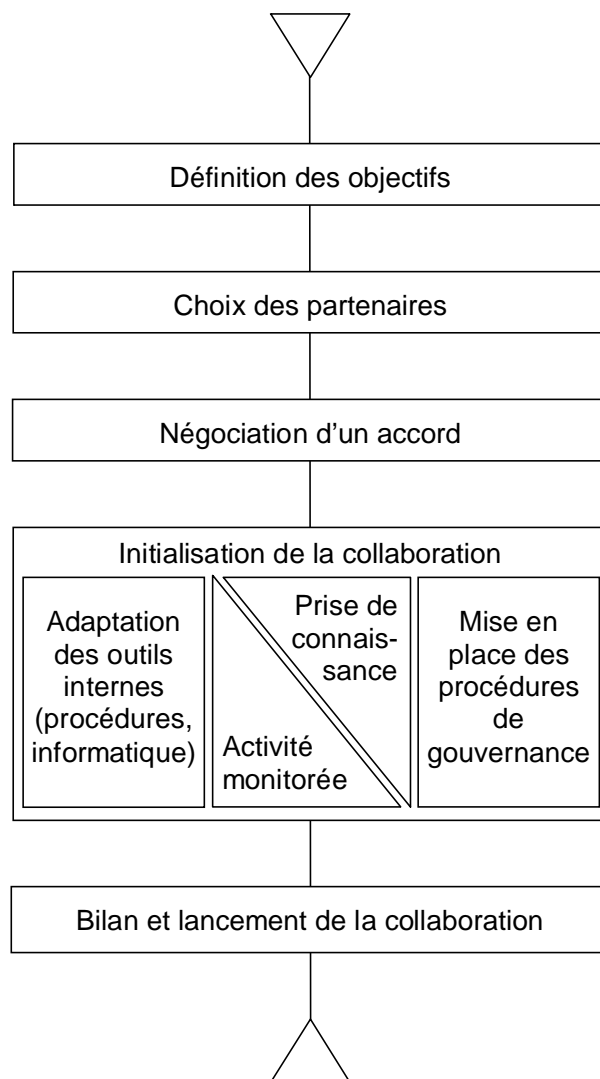 Définition des objectifs
Choix des partenaires
Négociation d’un accord
Initialisation de la collaboration
Adaptation
des outils
internes
(procédures,
informatique)
Prise de
connais-
sance
Activité
monitorée
Mise en
place des
procédures
de
gouvernance
Bilan et lancement de la collaboration